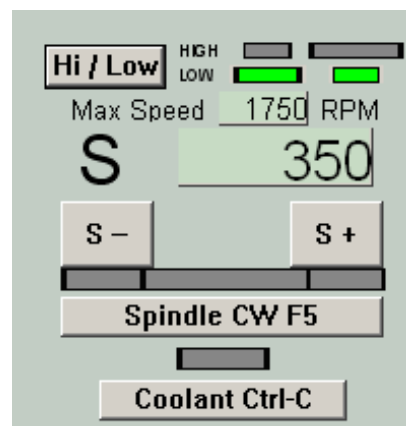 Hi / Low HIGH
LOW
Max Speed 1750 RPM
S 350
S – S +
Spindle CW F5
Coolant Ctrl-C